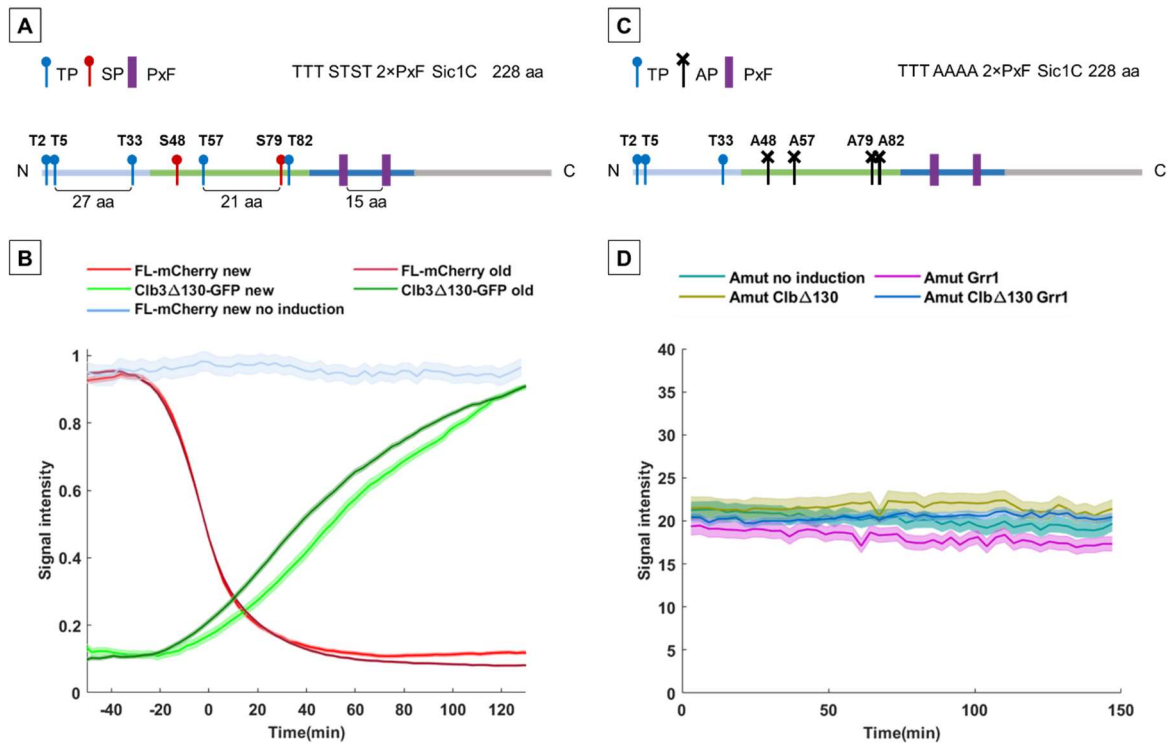 A
TP SP PxF TTT STST 2×PxF Sic1C 228 aa
T2 T5 T33 S48 T57 S79 T82
N C
27 aa 21 aa 15 aa
C
TP AP PxF TTT AAAA 2×PxF Sic1C 228 aa
T2 T5 T33 A48 A57 A79 A82
N C
B
FL-mCherry new FL-mCherry old
Clb3Δ130-GFP new Clb3Δ130-GFP old
FL-mCherry new no induction
1
0.8
0.6
0.4
0.2
0
Signal intensity
-40 -20 0 20 40 60 80 100 120
Time(min)
D
Amut no induction Amut Grr1
Amut ClbΔ130 Amut ClbΔ130 Grr1
40
35
30
25
20
15
10
5
0
Signal intensity
0 50 100 150
Time(min)